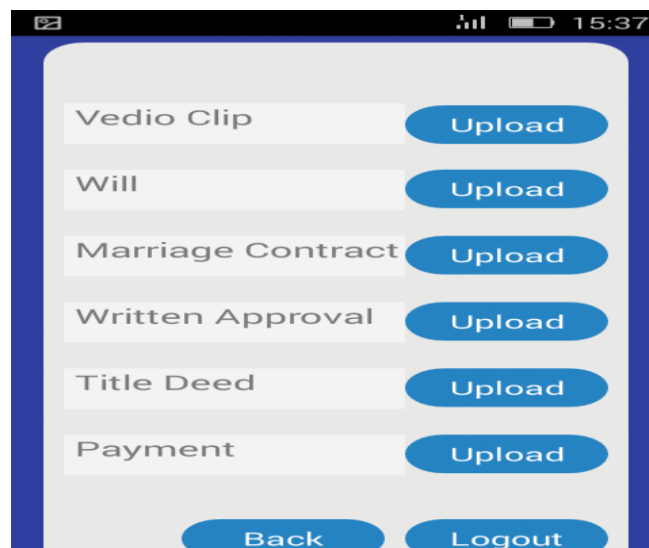 15:37
Vedio Clip Upload
Will Upload
Marriage Contract Upload
Written Approval Upload
Title Deed Upload
Payment Upload
Back Logout